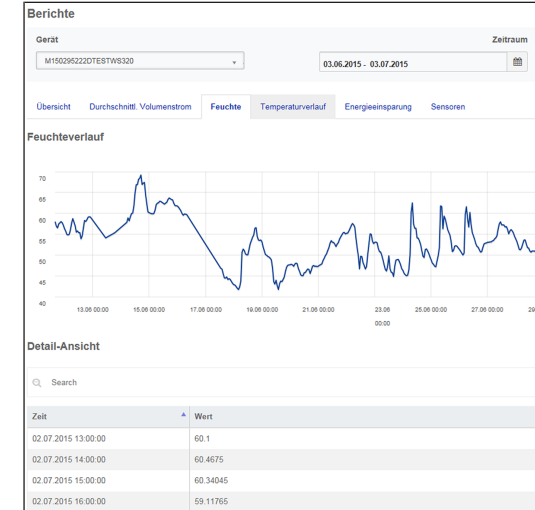 Berichte
Gerät Zeitraum
M150295222DTESTWS320 03.06.2015 - 03.07.2015
Übersicht Durchschnittl. Volumenstrom Feuchte Temperaturverlauf Energieeinsparung Sensoren
Feuchteverlauf
70
65
60
55
50
45
40
13.06 00:00 15.06 00:00 17.06 00:00 19.06 00:00 21.06 00:00 23.06 25.06 00:00 27.06 00:00 29
00:00
Detail-Ansicht
Search
Zeit Wert
02.07.2015 13:00:00 60.1
02.07.2015 14:00:00 60.4675
02.07.2015 15:00:00 60.34045
02.07.2015 16:00:00 59.11765